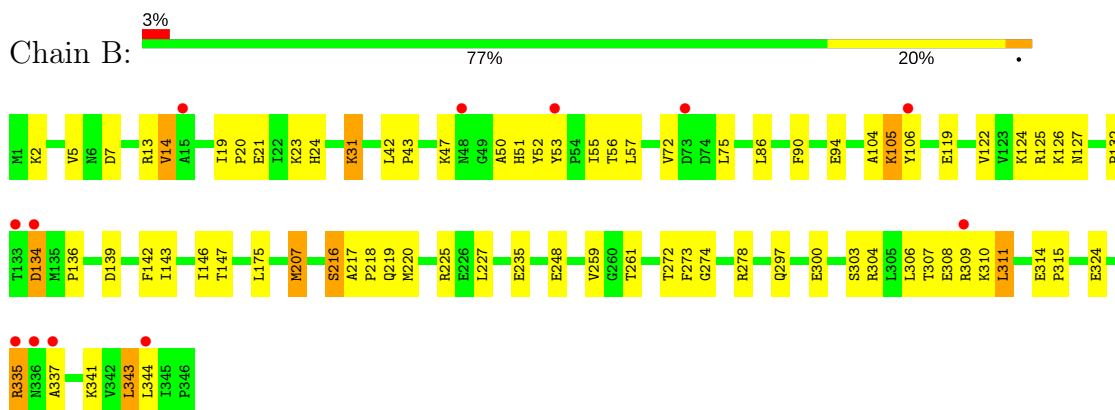 3%
Chain B:
77% 20% •
M1 K2 V5 N6 D7 R13 V14 A15 I19 P20 E21 I22 K23 H24 K31 L42 P43 K47 N48 G49 A50 H51 Y52 Y53 P54 I55 T56 L57 V72 D73 D74 L75 L86 F90 E94 A104 K105 Y106 E119 V122 V123 K124 R125 K126 N127
T133 D134 M135 P136 D139 F142 I143 I146 T147 L175 M207 S216 A217 P218 Q219 M220 R225 E226 L227 E235 E248 V259 G260 T261 T272 F273 G274 R278 Q297 E300 S303 R304 L305 L306 T307 E308 R309 K310 L311 E314 P315 E324
R335 N336 A337 K341 V342 L343 L344 I345 P346